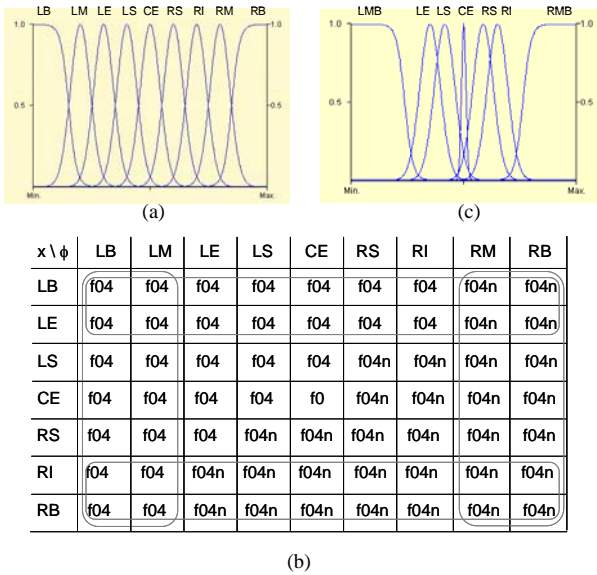 LB LM LE LS CE RS RI RM RB
1.0 1.0
0.5 0.5
Min. Max.
(a)
LMB LE LS CE RS RI RMB
1.0 1.0
0.5 0.5
Min. Max.
(c)
x \ ϕ LB LM LE LS CE RS RI RM RB
LB f04 f04 f04 f04 f04 f04 f04 f04n f04n
LE f04 f04 f04 f04 f04 f04 f04 f04n f04n
LS f04 f04 f04 f04 f04 f04n f04n f04n f04n
CE f04 f04 f04 f04 f0 f04n f04n f04n f04n
RS f04 f04 f04 f04n f04n f04n f04n f04n f04n
RI f04 f04 f04n f04n f04n f04n f04n f04n f04n
RB f04 f04 f04n f04n f04n f04n f04n f04n f04n
(b)